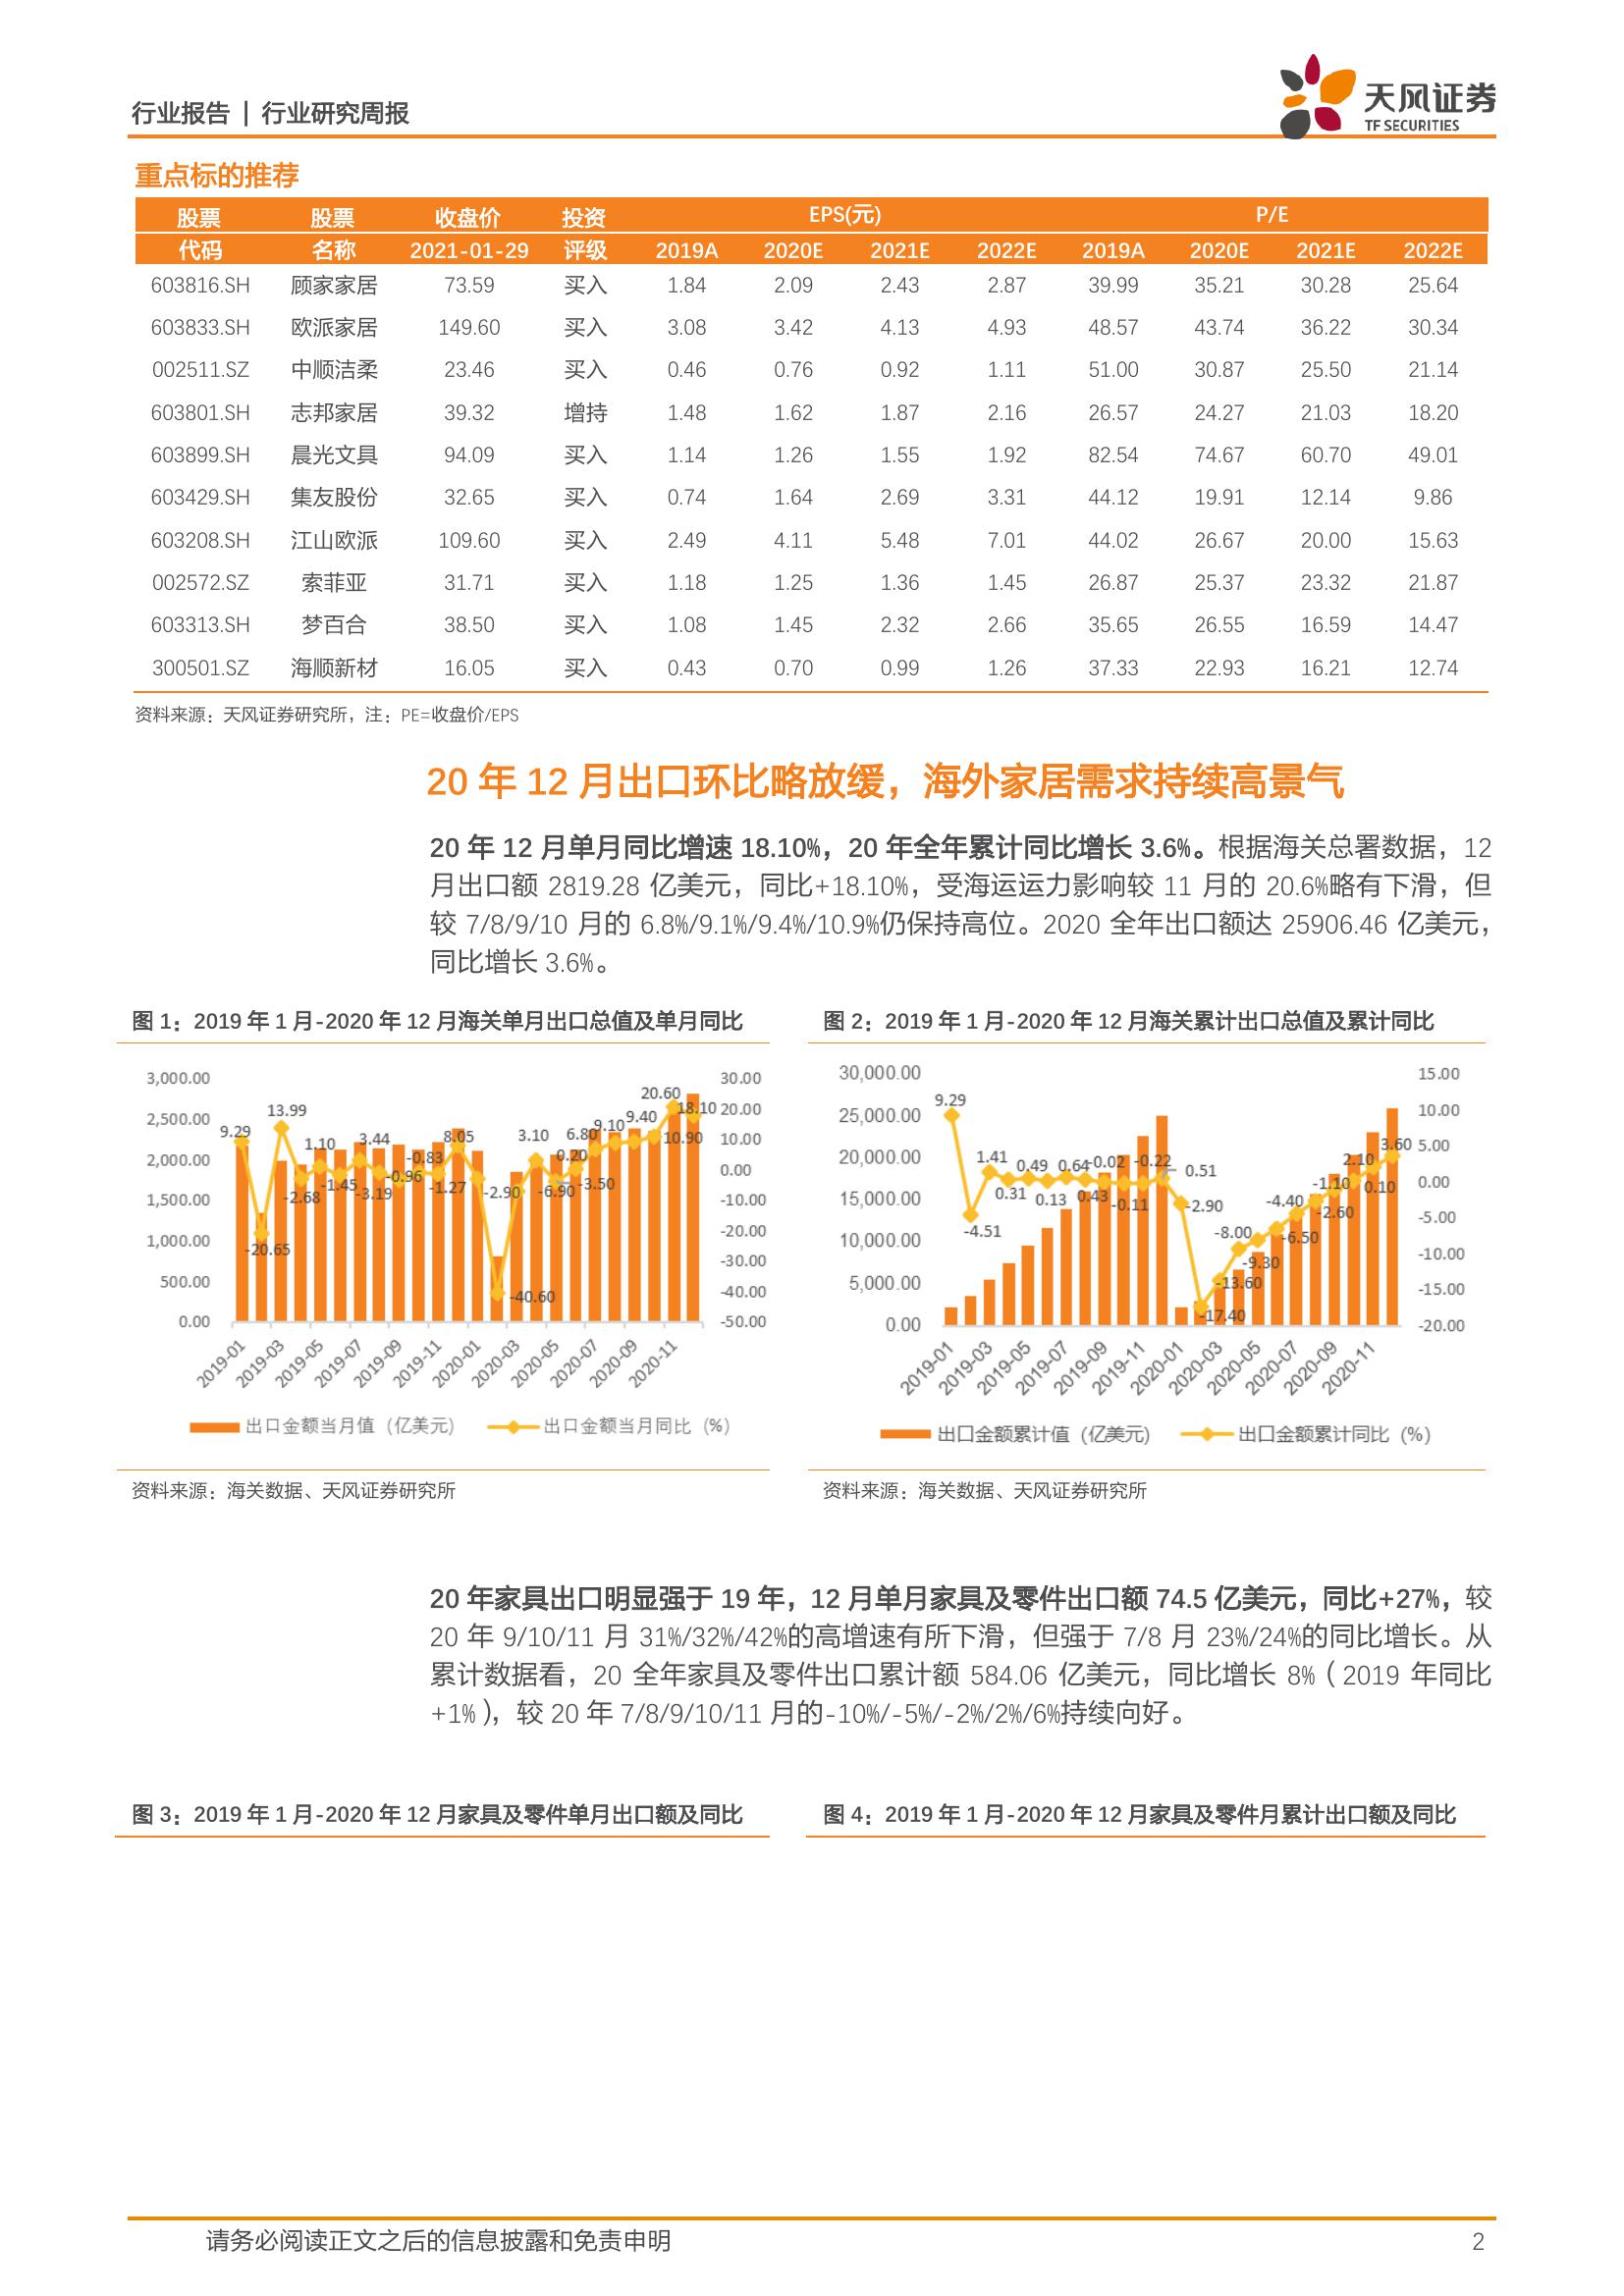 行业报告 | 行业研究周报
天风证券
TF SECURITIES
重点标的推荐
股票 股票 收盘价 投资 EPS(元) P/E
代码 名称 2021-01-29 评级 2019A 2020E 2021E 2022E 2019A 2020E 2021E 2022E
603816.SH 顾家家居 73.59 买入 1.84 2.09 2.43 2.87 39.99 35.21 30.28 25.64
603833.SH 欧派家居 149.60 买入 3.08 3.42 4.13 4.93 48.57 43.74 36.22 30.34
002511.SZ 中顺洁柔 23.46 买入 0.46 0.76 0.92 1.11 51.00 30.87 25.50 21.14
603801.SH 志邦家居 39.32 增持 1.48 1.62 1.87 2.16 26.57 24.27 21.03 18.20
603899.SH 晨光文具 94.09 买入 1.14 1.26 1.55 1.92 82.54 74.67 60.70 49.01
603429.SH 集友股份 32.65 买入 0.74 1.64 2.69 3.31 44.12 19.91 12.14 9.86
603208.SH 江山欧派 109.60 买入 2.49 4.11 5.48 7.01 44.02 26.67 20.00 15.63
002572.SZ 索菲亚 31.71 买入 1.18 1.25 1.36 1.45 26.87 25.37 23.32 21.87
603313.SH 梦百合 38.50 买入 1.08 1.45 2.32 2.66 35.65 26.55 16.59 14.47
300501.SZ 海顺新材 16.05 买入 0.43 0.70 0.99 1.26 37.33 22.93 16.21 12.74
资料来源：天风证券研究所，注：PE=收盘价/EPS
20 年 12 月出口环比略放缓，海外家居需求持续高景气
20 年 12 月单月同比增速 18.10%，20 年全年累计同比增长 3.6%。根据海关总署数据，12
月出口额 2819.28 亿美元，同比+18.10%，受海运运力影响较 11 月的 20.6%略有下滑，但
较 7/8/9/10 月的 6.8%/9.1%/9.4%/10.9%仍保持高位。2020 全年出口额达 25906.46 亿美元，
同比增长 3.6%。
图 1：2019 年 1 月-2020 年 12 月海关单月出口总值及单月同比
3,000.00
2,500.00
2,000.00
1,500.00
1,000.00
500.00
0.00
9.29
-20.65
13.99
-2.68
1.10
-1.45
3.44
-3.19
-0.96
-0.83
-1.27
8.05
-2.90
-40.60
3.10
-6.90
0.20
-3.50
6.80
9.10
9.40
10.90
20.60
18.10
30.00
20.00
10.00
0.00
-10.00
-20.00
-30.00
-40.00
-50.00
2019-01 2019-03 2019-05 2019-07 2019-09 2019-11 2020-01 2020-03 2020-05 2020-07 2020-09 2020-11
出口金额当月值（亿美元） 出口金额当月同比（%）
资料来源：海关数据、天风证券研究所
图 2：2019 年 1 月-2020 年 12 月海关累计出口总值及累计同比
30,000.00
25,000.00
20,000.00
15,000.00
10,000.00
5,000.00
0.00
9.29
-4.51
1.41
0.31
0.49
0.13
0.64
0.43
-0.02
-0.11
-0.22
0.51
-2.90
-17.40
-13.60
-8.00
-9.30
-6.50
-4.40
-2.60
-1.10
0.10
2.10
3.60
15.00
10.00
5.00
0.00
-5.00
-10.00
-15.00
-20.00
2019-01 2019-03 2019-05 2019-07 2019-09 2019-11 2020-01 2020-03 2020-05 2020-07 2020-09 2020-11
出口金额累计值（亿美元） 出口金额累计同比（%）
资料来源：海关数据、天风证券研究所
20 年家具出口明显强于 19 年，12 月单月家具及零件出口额 74.5 亿美元，同比+27%，较
20 年 9/10/11 月 31%/32%/42%的高增速有所下滑，但强于 7/8 月 23%/24%的同比增长。从
累计数据看，20 全年家具及零件出口累计额 584.06 亿美元，同比增长 8%（2019 年同比
+1%），较 20 年 7/8/9/10/11 月的-10%/-5%/-2%/2%/6%持续向好。
图 3：2019 年 1 月-2020 年 12 月家具及零件单月出口额及同比
图 4：2019 年 1 月-2020 年 12 月家具及零件月累计出口额及同比
请务必阅读正文之后的信息披露和免责申明 2